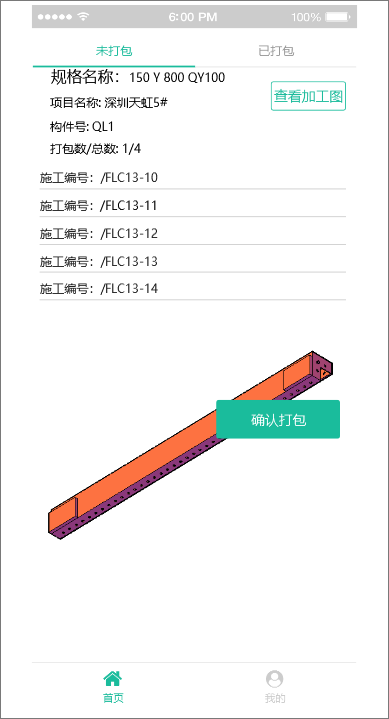 6:00 PM 100%
未打包 已打包
规格名称：150 Y 800 QY100
项目名称: 深圳天虹5#
查看加工图
构件号: QL1
打包数/总数: 1/4
施工编号：/FLC13-10
施工编号：/FLC13-11
施工编号：/FLC13-12
施工编号：/FLC13-13
施工编号：/FLC13-14
确认打包
首页 我的